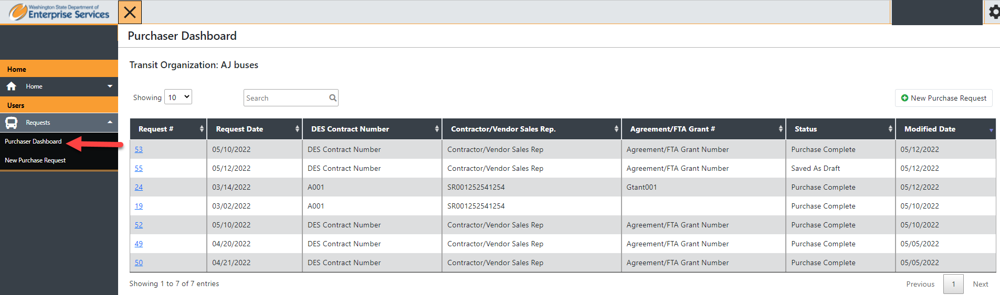 Washington State Department of
Enterprise Services
Purchaser Dashboard
Home
Home
Users
Requests
Purchaser Dashboard
New Purchase Request
Transit Organization: AJ buses
Showing 10 Search New Purchase Request
Request # Request Date DES Contract Number Contractor/Vendor Sales Rep. Agreement/FTA Grant # Status Modified Date
53 05/10/2022 DES Contract Number Contractor/Vendor Sales Rep Agreement/FTA Grant Number Purchase Complete 05/12/2022
55 05/12/2022 DES Contract Number Contractor/Vendor Sales Rep Agreement/FTA Grant Number Saved As Draft 05/12/2022
24 03/14/2022 A001 SR001252541254 Gtant001 Purchase Complete 05/12/2022
19 03/02/2022 A001 SR001252541254 Purchase Complete 05/10/2022
52 05/10/2022 DES Contract Number Contractor/Vendor Sales Rep Agreement/FTA Grant Number Purchase Complete 05/10/2022
49 04/20/2022 DES Contract Number Contractor/Vendor Sales Rep Agreement/FTA Grant Number Purchase Complete 05/05/2022
50 04/21/2022 DES Contract Number Contractor/Vendor Sales Rep Agreement/FTA Grant Number Purchase Complete 05/05/2022
Showing 1 to 7 of 7 entries Previous 1 Next